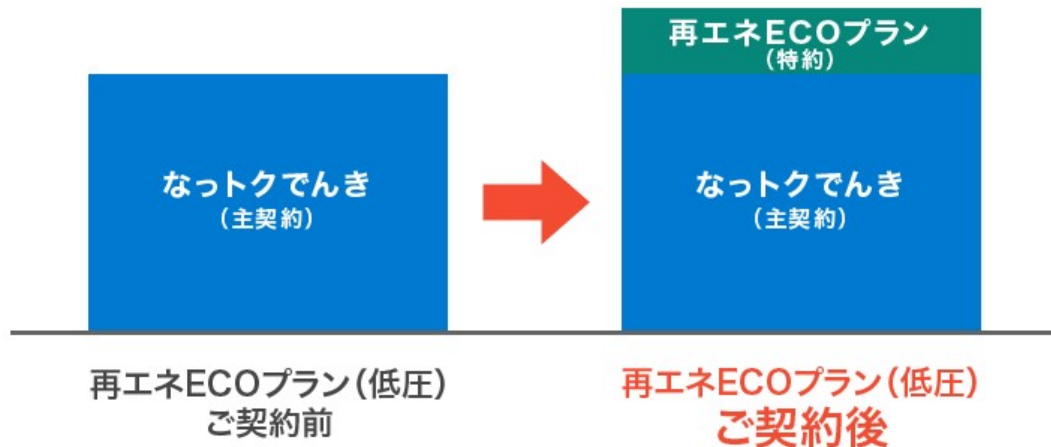 再エネECOプラン
（特約）
なっトクでんき
（主契約）
なっトクでんき
（主契約）
再エネECOプラン（低圧）
ご契約前
再エネECOプラン（低圧）
ご契約後